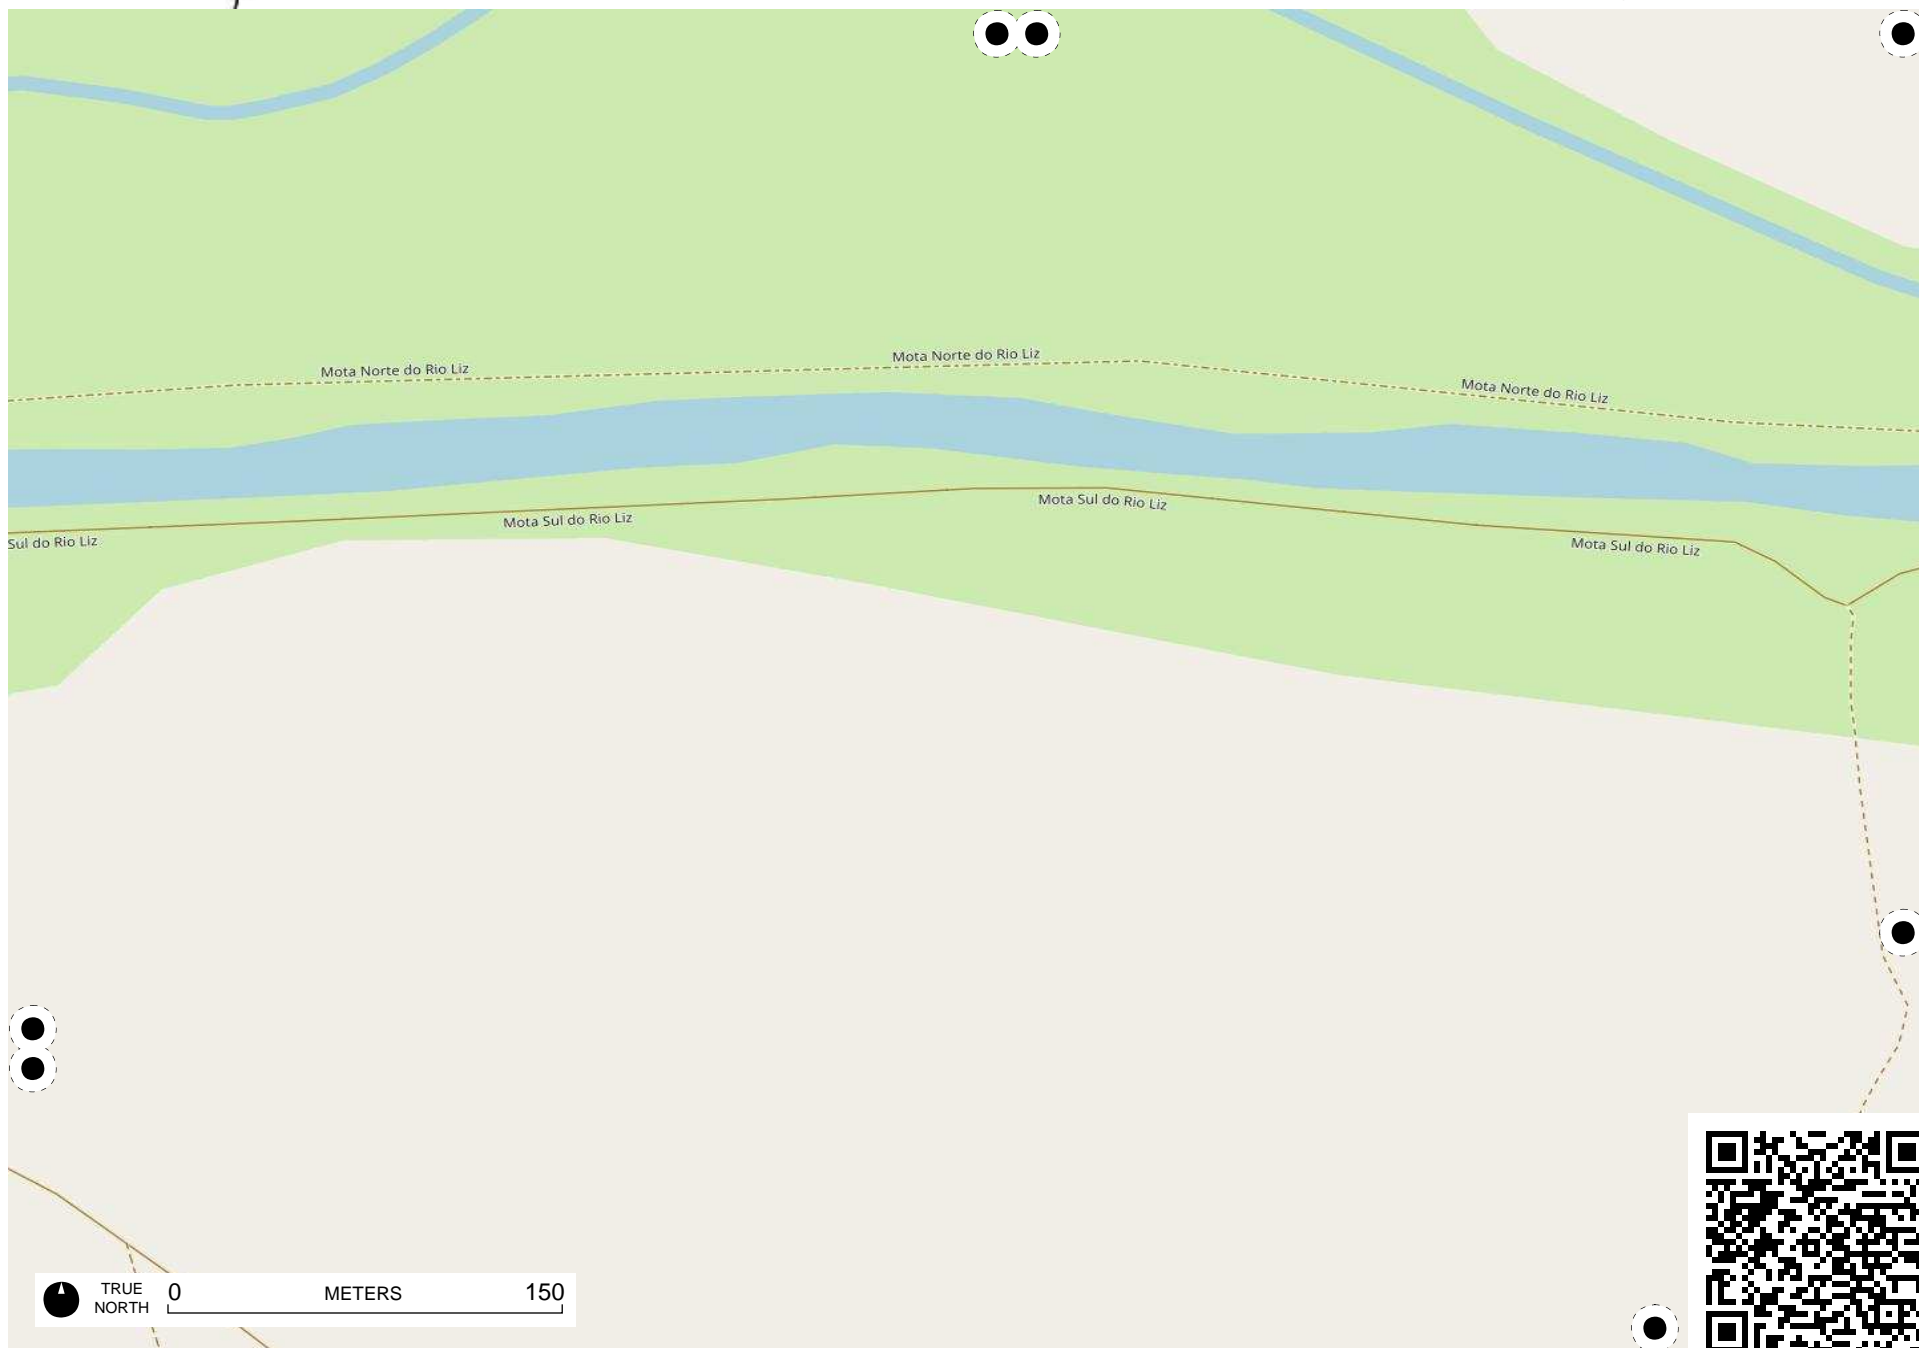 Mota Norte do Rio Liz
Mota Norte do Rio Liz
Mota Norte do Rio Liz
Mota Sul do Rio Liz
Mota Sul do Rio Liz
Sul do Rio Liz
Mota Sul do Rio Liz
TRUE
NORTH
0 METERS 150